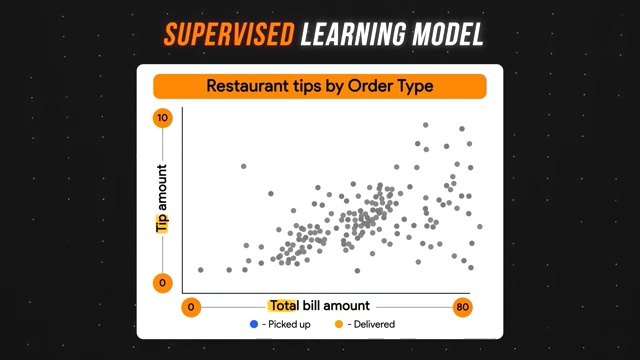 SUPERVISED LEARNING MODEL
Restaurant tips by Order Type
10
Tip amount
0
0
Total bill amount
80
- Picked up
- Delivered